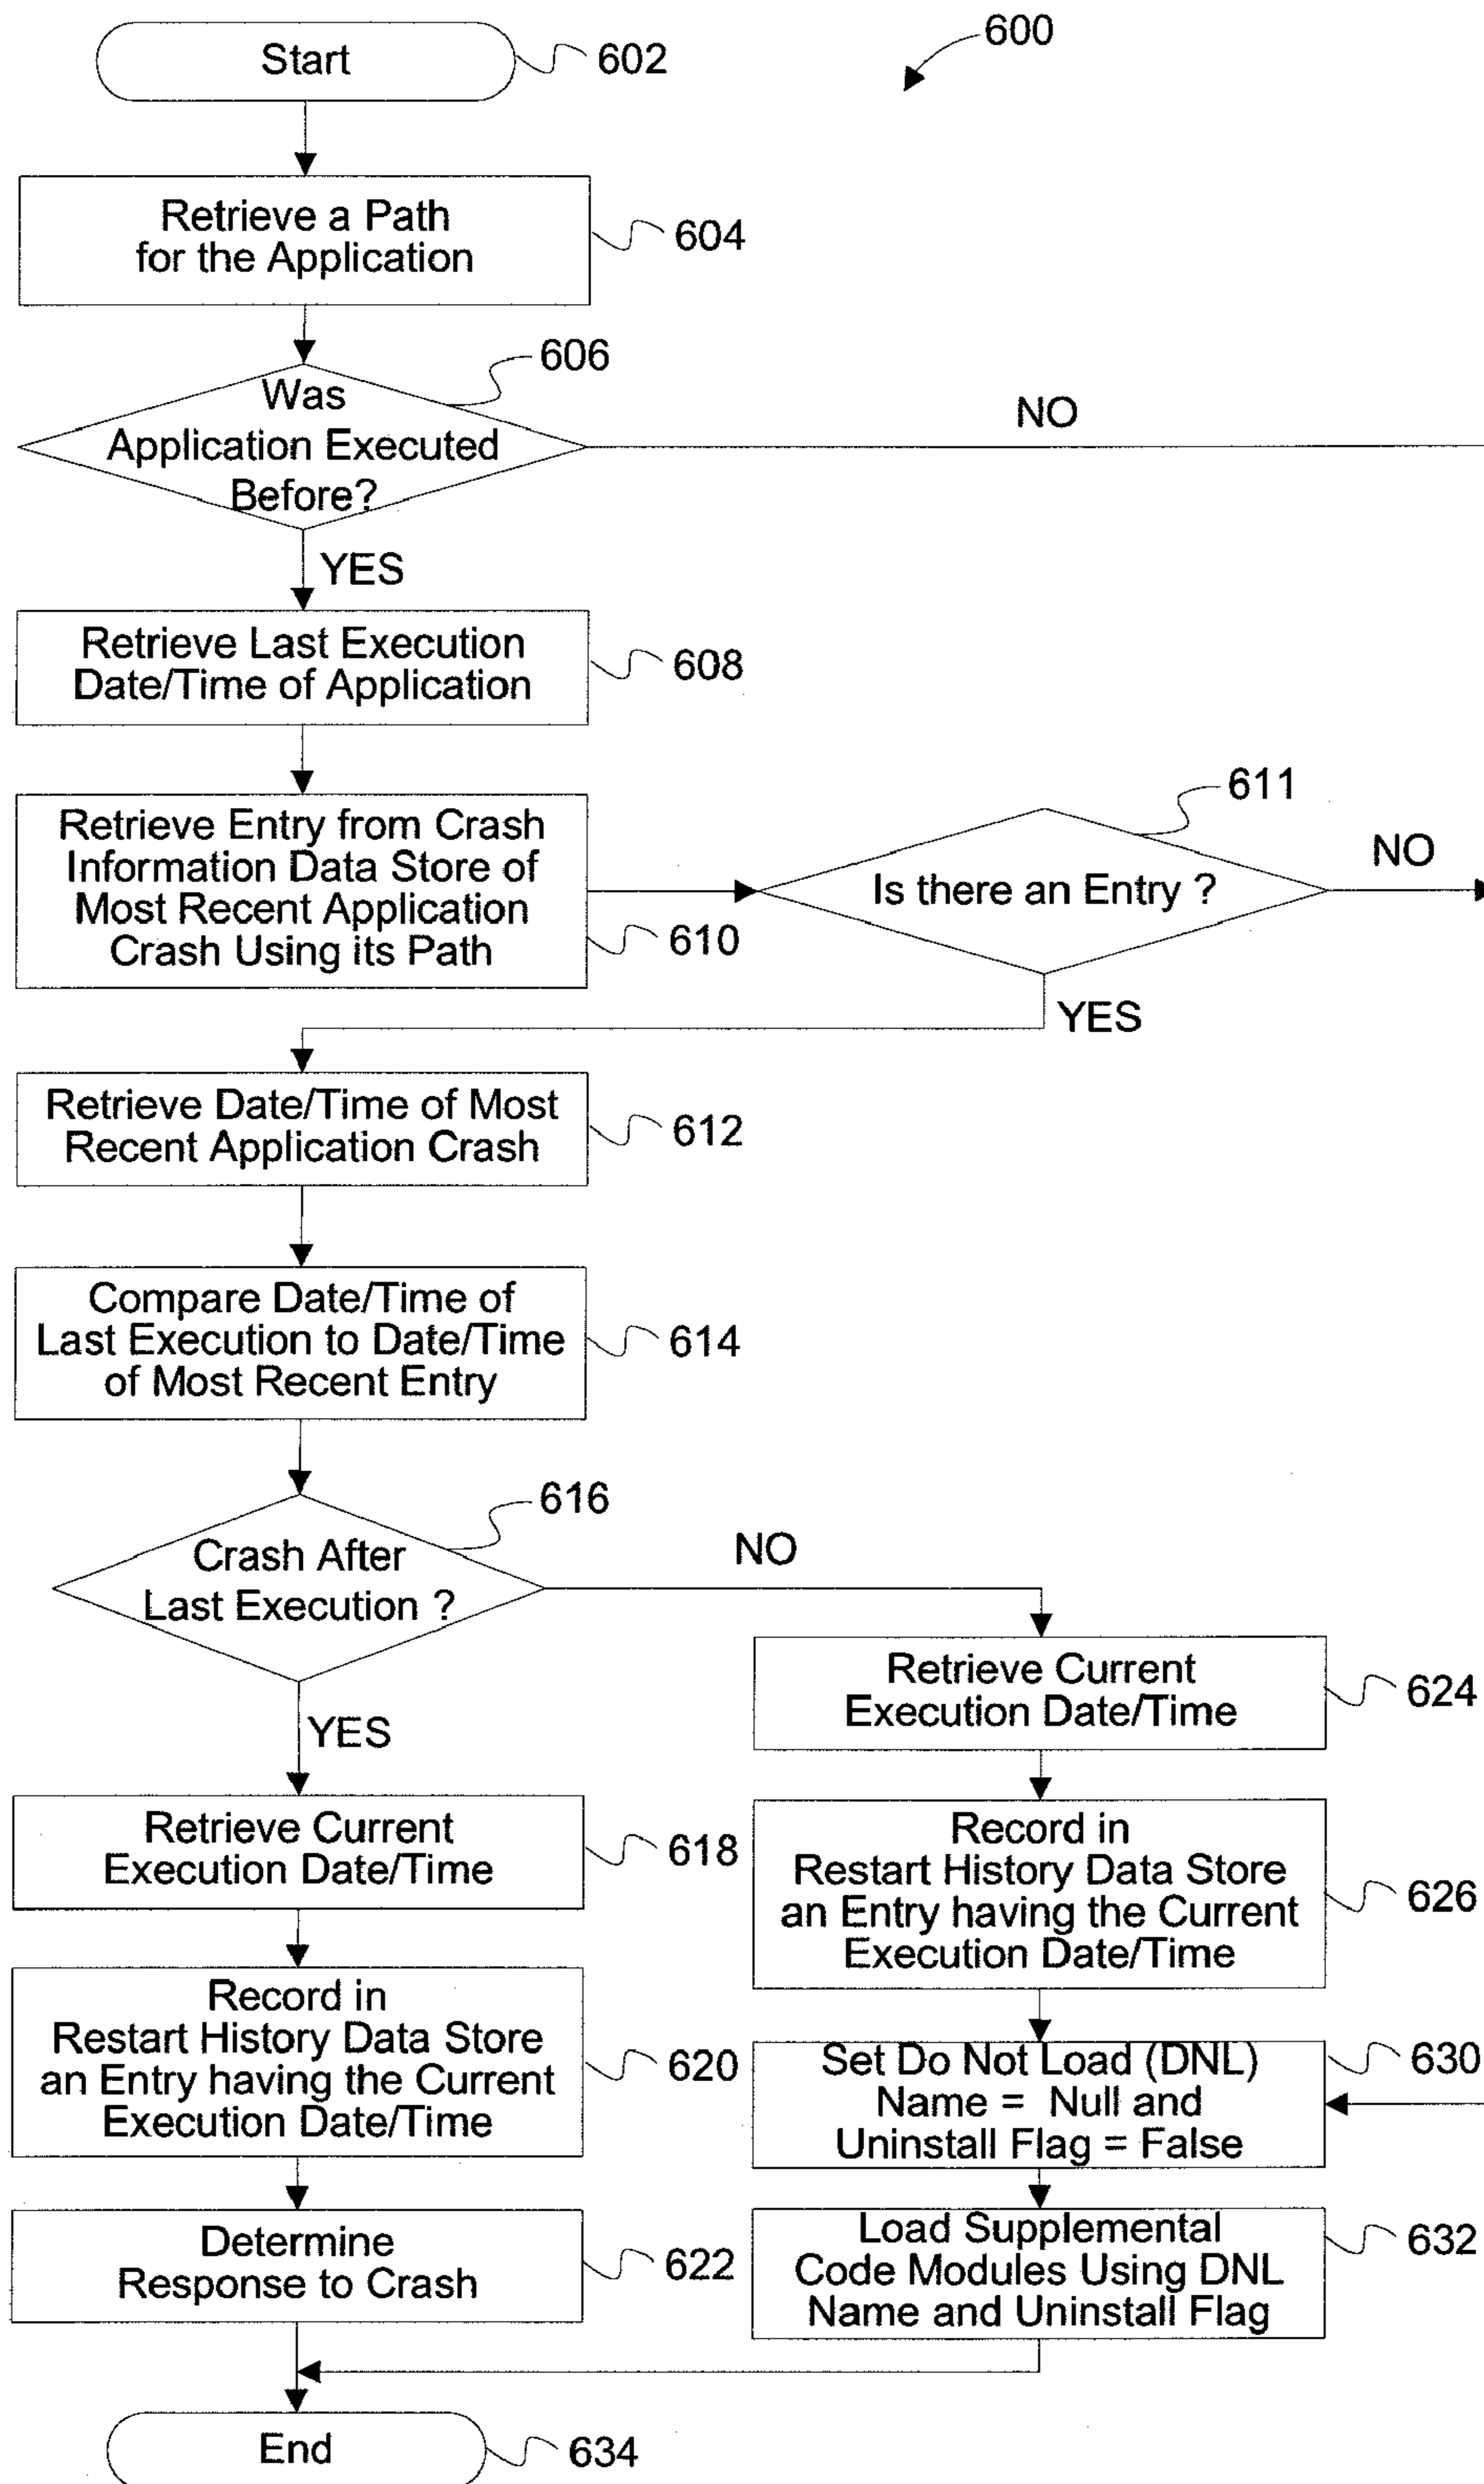 600
Start
602
Retrieve a Path
for the Application
604
606
Was
Application Executed
Before?
NO
YES
Retrieve Last Execution
Date/Time of Application
608
Retrieve Entry from Crash
Information Data Store of
Most Recent Application
Crash Using its Path
610
611
Is there an Entry ?
NO
YES
Retrieve Date/Time of Most
Recent Application Crash
612
Compare Date/Time of
Last Execution to Date/Time
of Most Recent Entry
614
616
Crash After
Last Execution ?
NO
YES
Retrieve Current
Execution Date/Time
618
Record in
Restart History Data Store
an Entry having the Current
Execution Date/Time
620
Determine
Response to Crash
622
Retrieve Current
Execution Date/Time
624
Record in
Restart History Data Store
an Entry having the Current
Execution Date/Time
626
Set Do Not Load (DNL)
Name = Null and
Uninstall Flag = False
630
Load Supplemental
Code Modules Using DNL
Name and Uninstall Flag
632
End
634